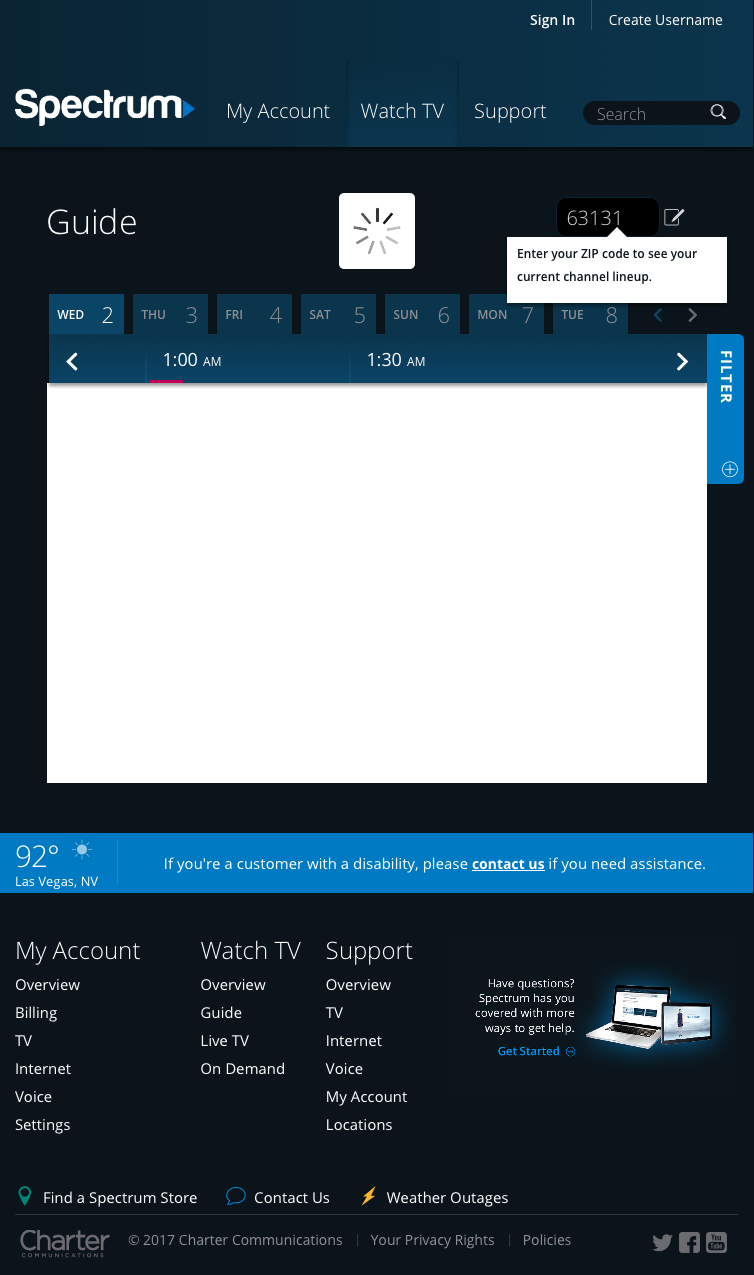 Sign In
Create Username
Spectrum
My Account
Watch TV
Support
Search
Guide
63131
Enter your ZIP code to see your
current channel lineup.
WED 2
THU 3
FRI 4
SAT 5
SUN 6
MON 7
TUE 8
1:00 AM
1:30 AM
FILTER
92°
Las Vegas, NV
If you're a customer with a disability, please contact us if you need assistance.
My Account
Overview
Billing
TV
Internet
Voice
Settings
Watch TV
Overview
Guide
Live TV
On Demand
Support
Overview
TV
Internet
Voice
My Account
Locations
Have questions?
Spectrum has you
covered with more
ways to get help.
Get Started
Find a Spectrum Store
Contact Us
Weather Outages
Charter
COMMUNICATIONS
© 2017 Charter Communications
Your Privacy Rights
Policies
You
Tube